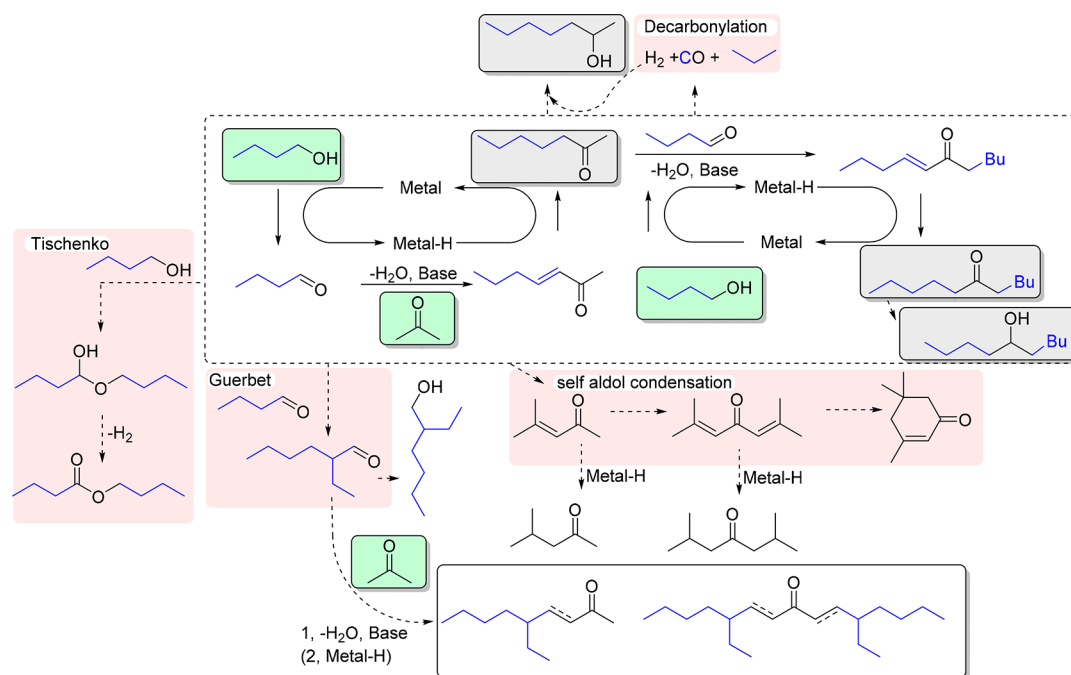 Decarbonylation
H₂ +CO +
OH
OH
O
O
O
Bu
-H₂O, Base
Metal
Metal-H
Metal-H
Metal
Tischenko
OH
O
-H₂O, Base
O
O
OH
O
Bu
OH
Bu
OH
O
-H₂
O
O
Guerbet
O
O
OH
self aldol condensation
O
O
O
Metal-H
Metal-H
O
O
O
1, -H₂O, Base
(2, Metal-H)
O
O